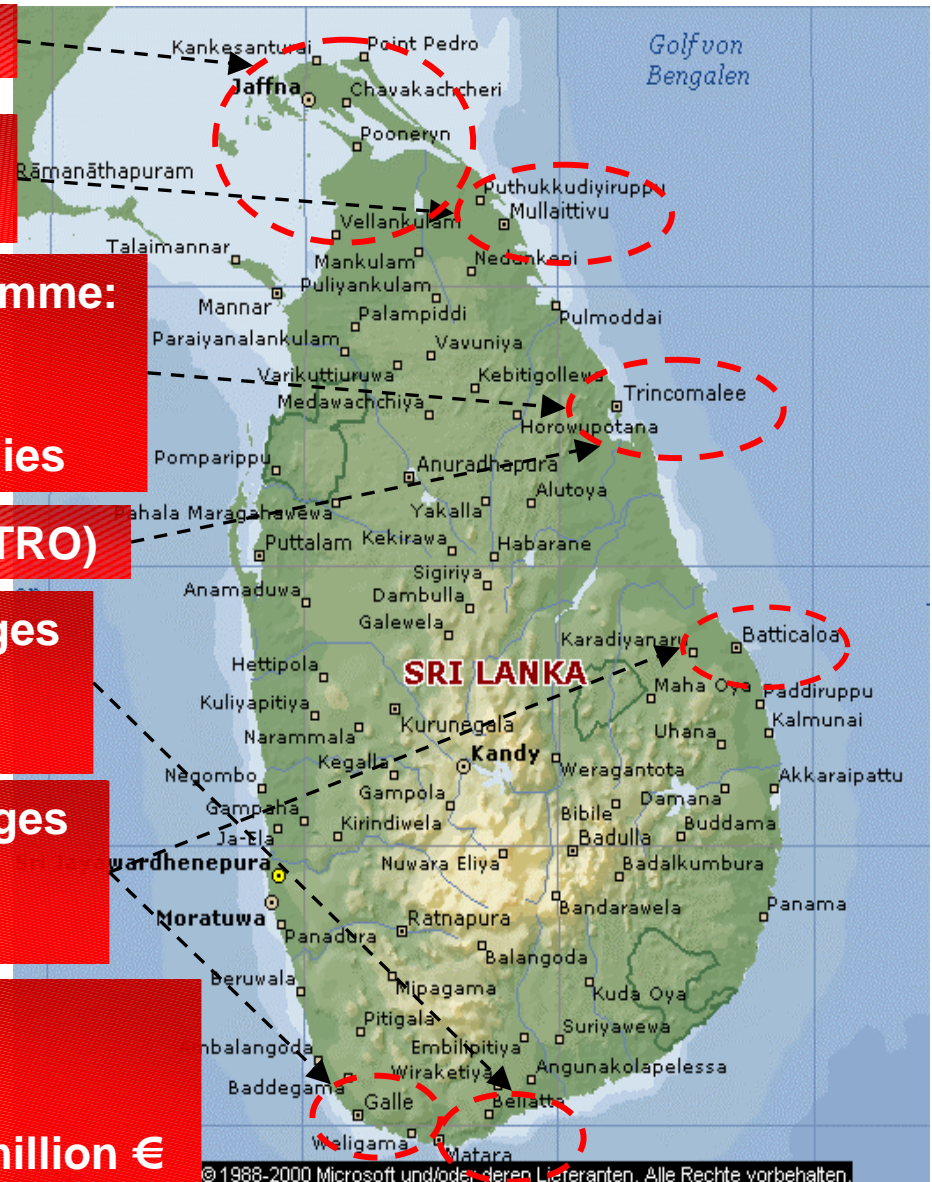 Golf von
Bengalen
Kankesanturai
Point Pedro
Jaffna
Chavakachcheri
Pooneryn
Rāmanāthapuram
Puthukkudiyiruppu
Mullaittivu
Vellankulam
Talaimannar
Mankulam
Nedunkeni
Puliyankulam
mme:
Mannar
Palampiddi
Pulmoddai
Paraiyanalankulam
Vavuniya
Varikuttiuruwa
Kebitigollewa
Trincomalee
Medawachchiya
Horowupotana
ies
Pomparippu
Anuradhapura
Alutoya
Pahala Maragahawewa
Yakalla
TRO)
Puttalam
Kekirawa
Habarane
Sigiriya
Anamaduwa
Dambulla
Galewela
ges
Karadiyanaru
Batticaloa
Hettipola
SRI LANKA
Maha Oya
Paddiruppu
Kuliyapitiya
Kurunegala
Kalmunai
Narammala
Uhana
Kegalla
Kandy
Weragantota
Negombo
Akkaraipattu
Gampola
Damana
Gampaha
Bibile
ges
Kirindiwela
Buddama
Ja-Ela
Badulla
Sri Jayawardhenepura
Nuwara Eliya
Badalkumbura
Moratuwa
Ratnapura
Bandarawela
Panama
Panadura
Balangoda
Beruwala
Mipagama
Kuda Oya
Pitigala
Suriyawewa
mbalangoda
Embilipitiya
Wiraketiya
Angunakolapelessa
Baddegama
Galle
Beliatta
Weligama
Matara
million €
© 1988-2000 Microsoft und/oder deren Lieferanten. Alle Rechte vorbehalten.